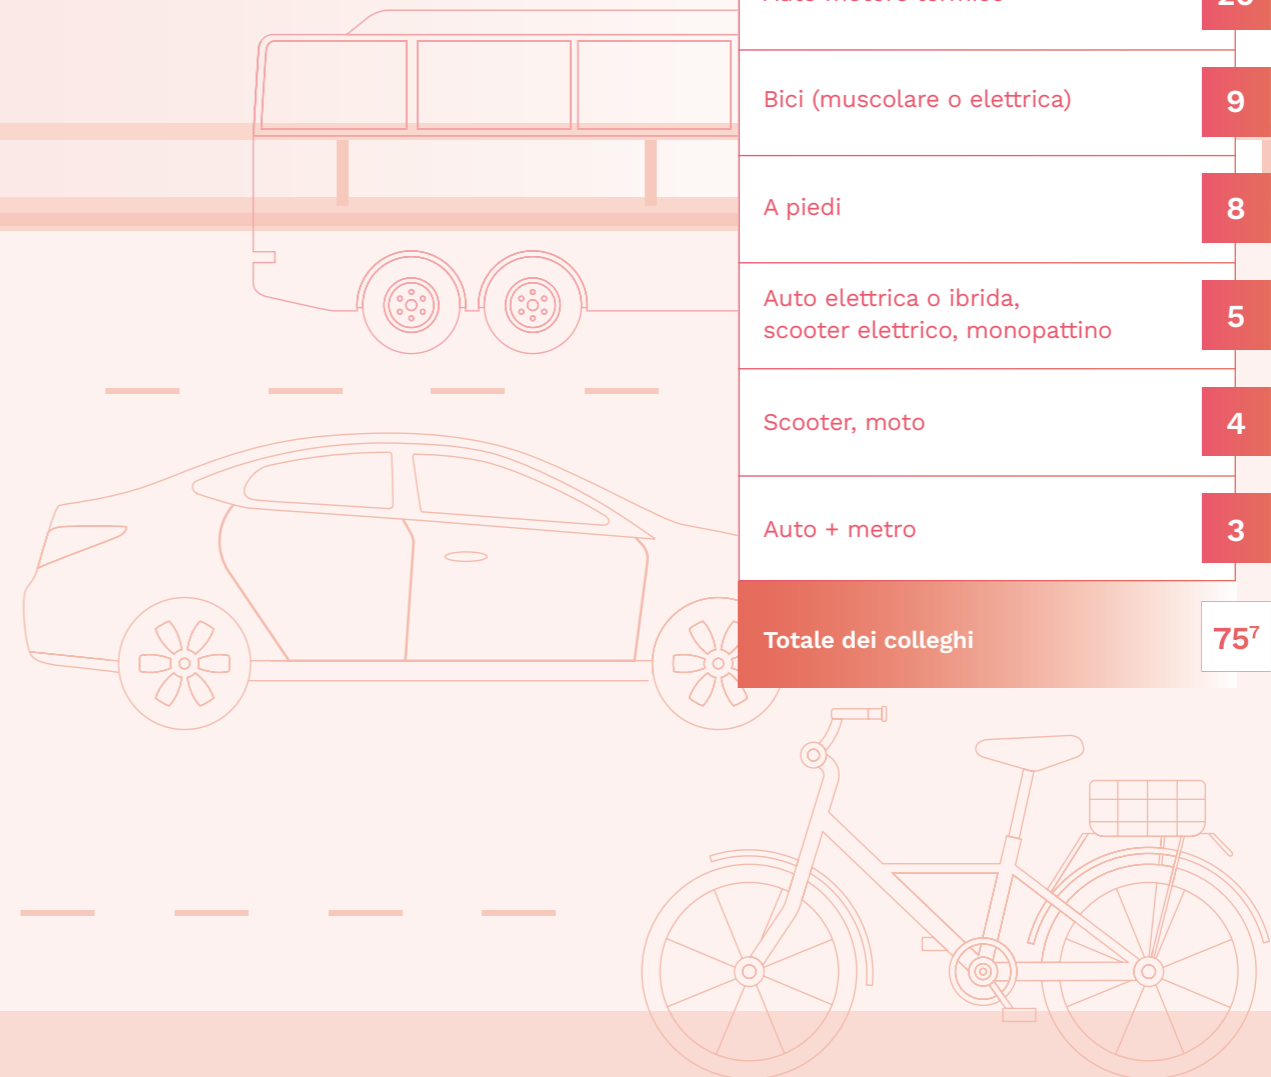 Bici (muscolare o elettrica) 9
A piedi 8
Auto elettrica o ibrida,
scooter elettrico, monopattino 5
Scooter, moto 4
Auto + metro 3
Totale dei colleghi 75⁷